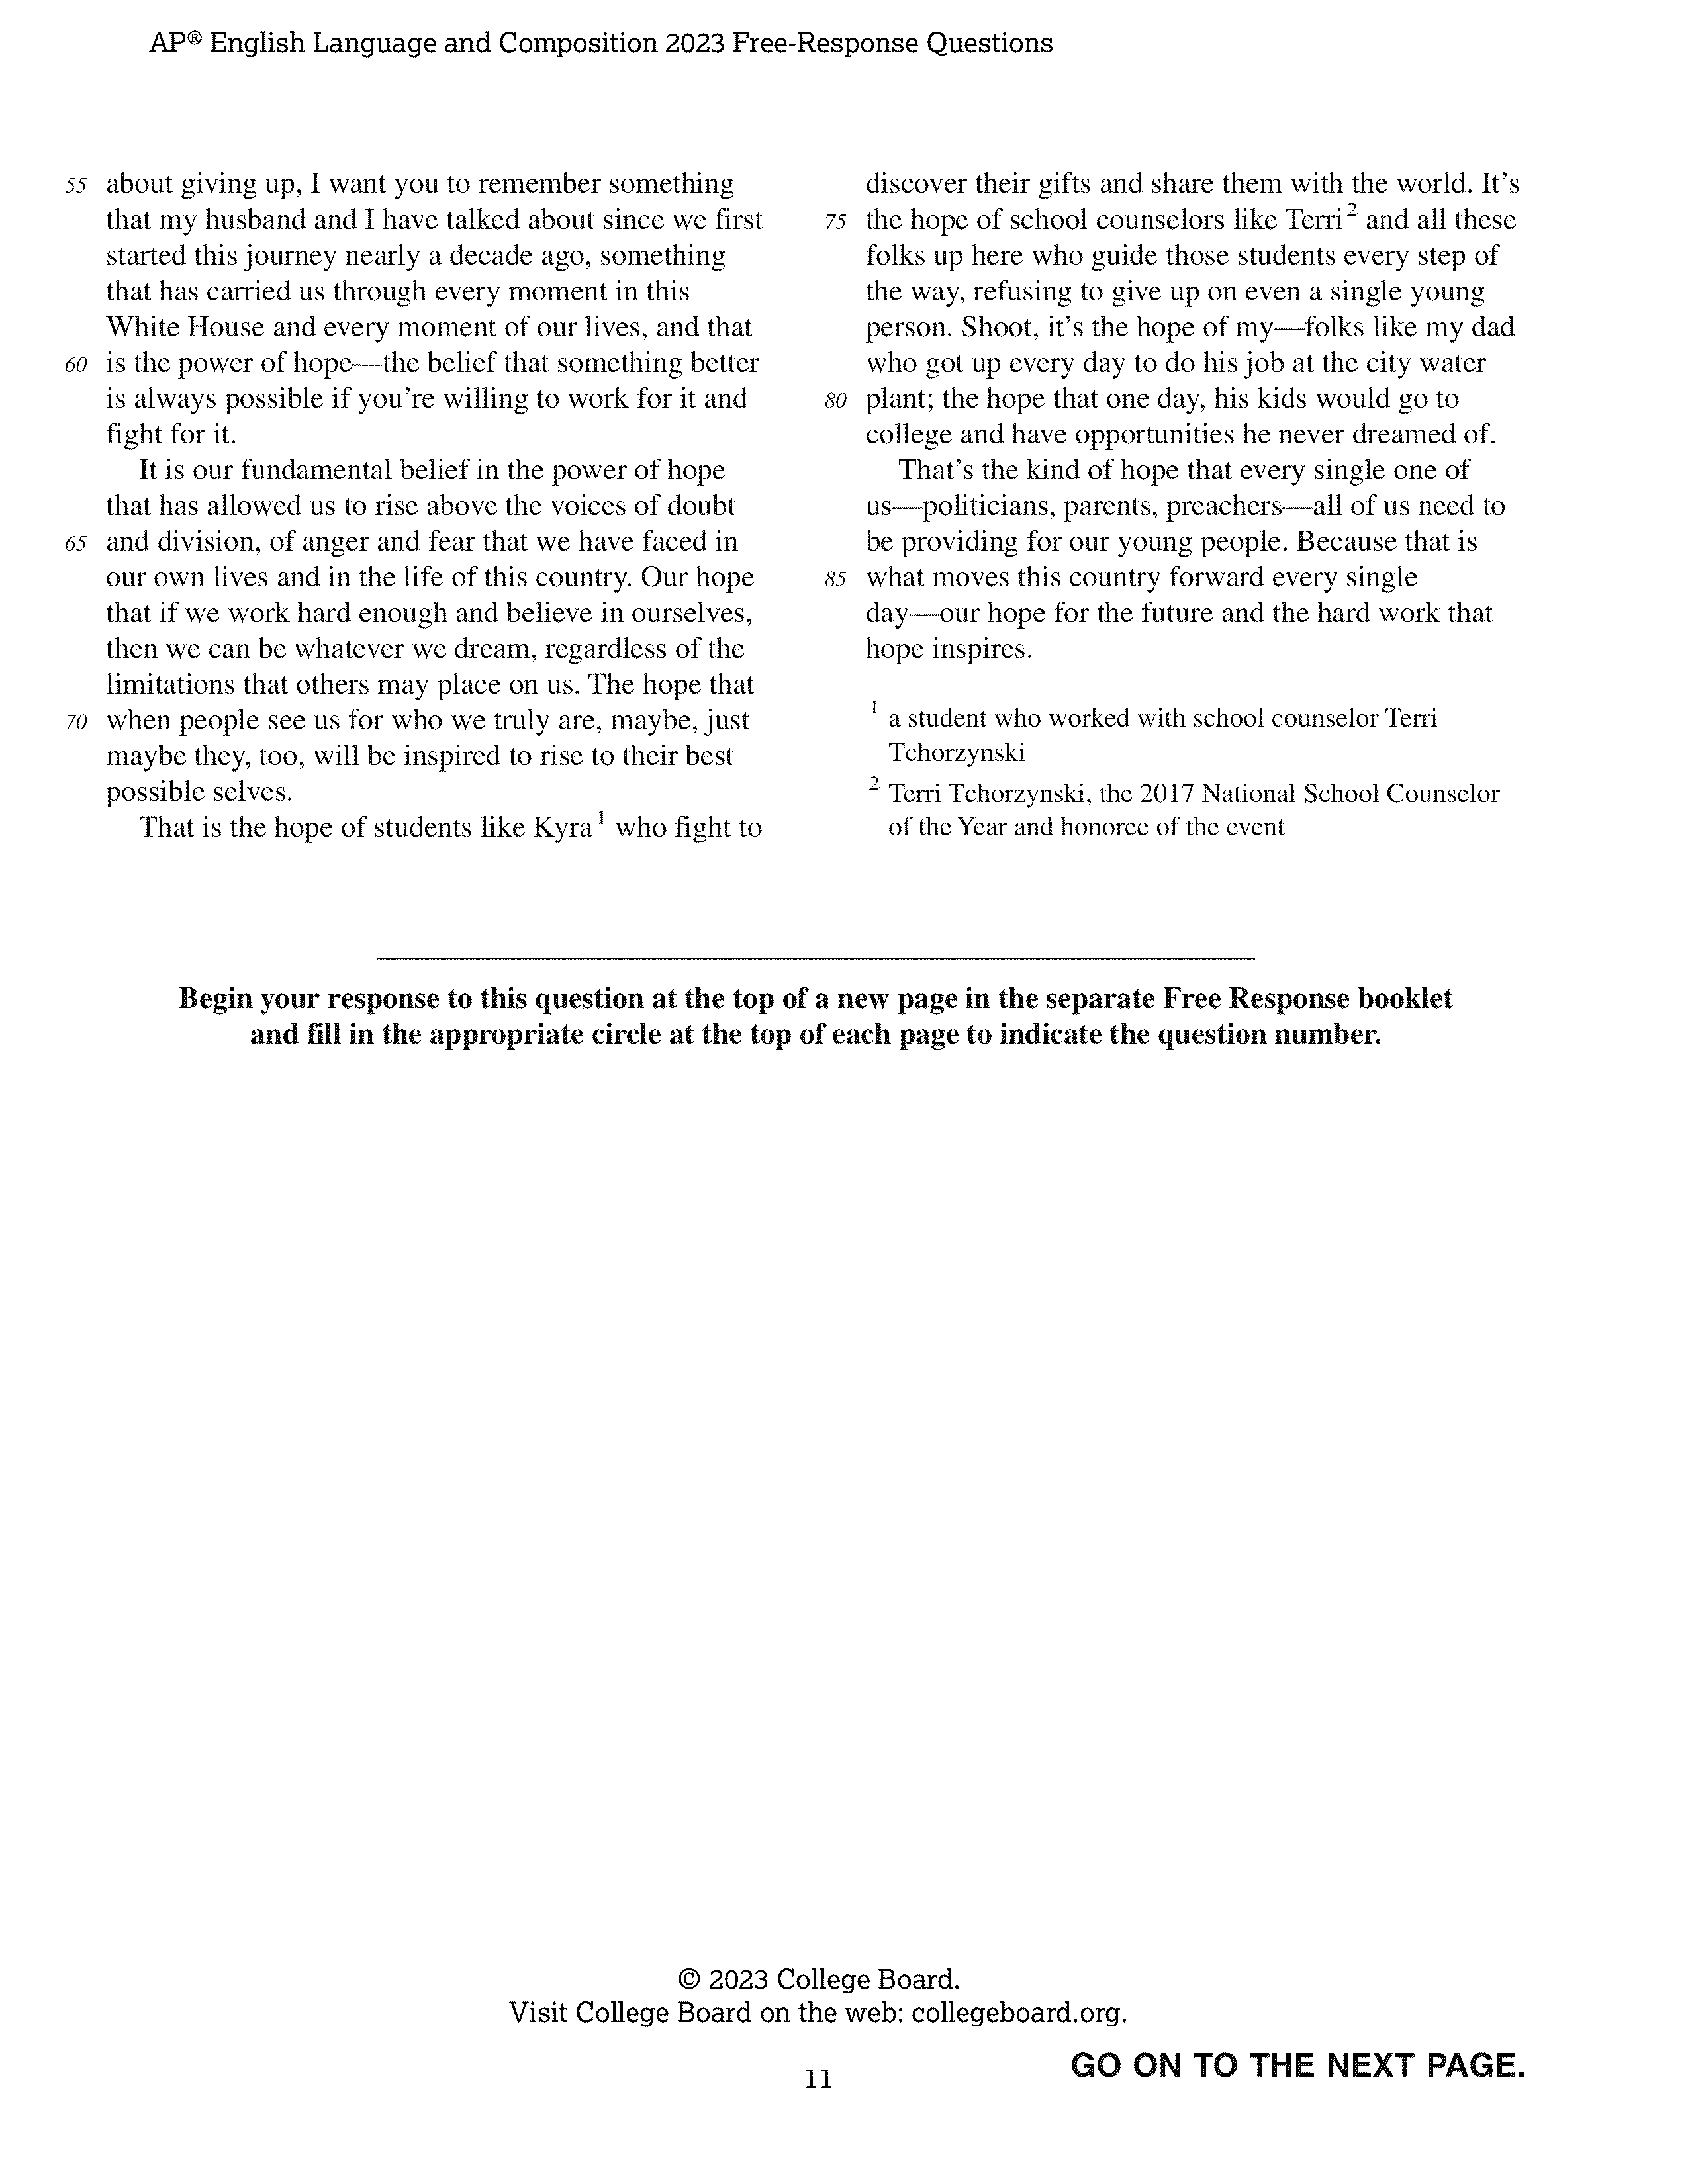 AP® English Language and Composition 2023 Free-Response Questions
55 about giving up, I want you to remember something
that my husband and I have talked about since we first
started this journey nearly a decade ago, something
that has carried us through every moment in this
White House and every moment of our lives, and that
60 is the power of hope—the belief that something better
is always possible if you’re willing to work for it and
fight for it.
It is our fundamental belief in the power of hope
that has allowed us to rise above the voices of doubt
65 and division, of anger and fear that we have faced in
our own lives and in the life of this country. Our hope
that if we work hard enough and believe in ourselves,
then we can be whatever we dream, regardless of the
limitations that others may place on us. The hope that
70 when people see us for who we truly are, maybe, just
maybe they, too, will be inspired to rise to their best
possible selves.
That is the hope of students like Kyra1 who fight to
discover their gifts and share them with the world. It’s
75 the hope of school counselors like Terri2 and all these
folks up here who guide those students every step of
the way, refusing to give up on even a single young
person. Shoot, it’s the hope of my—folks like my dad
who got up every day to do his job at the city water
80 plant; the hope that one day, his kids would go to
college and have opportunities he never dreamed of.
That’s the kind of hope that every single one of
us—politicians, parents, preachers—all of us need to
be providing for our young people. Because that is
85 what moves this country forward every single
day—our hope for the future and the hard work that
hope inspires.
1 a student who worked with school counselor Terri
Tchorzynski
2 Terri Tchorzynski, the 2017 National School Counselor
of the Year and honoree of the event
Begin your response to this question at the top of a new page in the separate Free Response booklet
and fill in the appropriate circle at the top of each page to indicate the question number.
© 2023 College Board.
Visit College Board on the web: collegeboard.org.
GO ON TO THE NEXT PAGE.
11